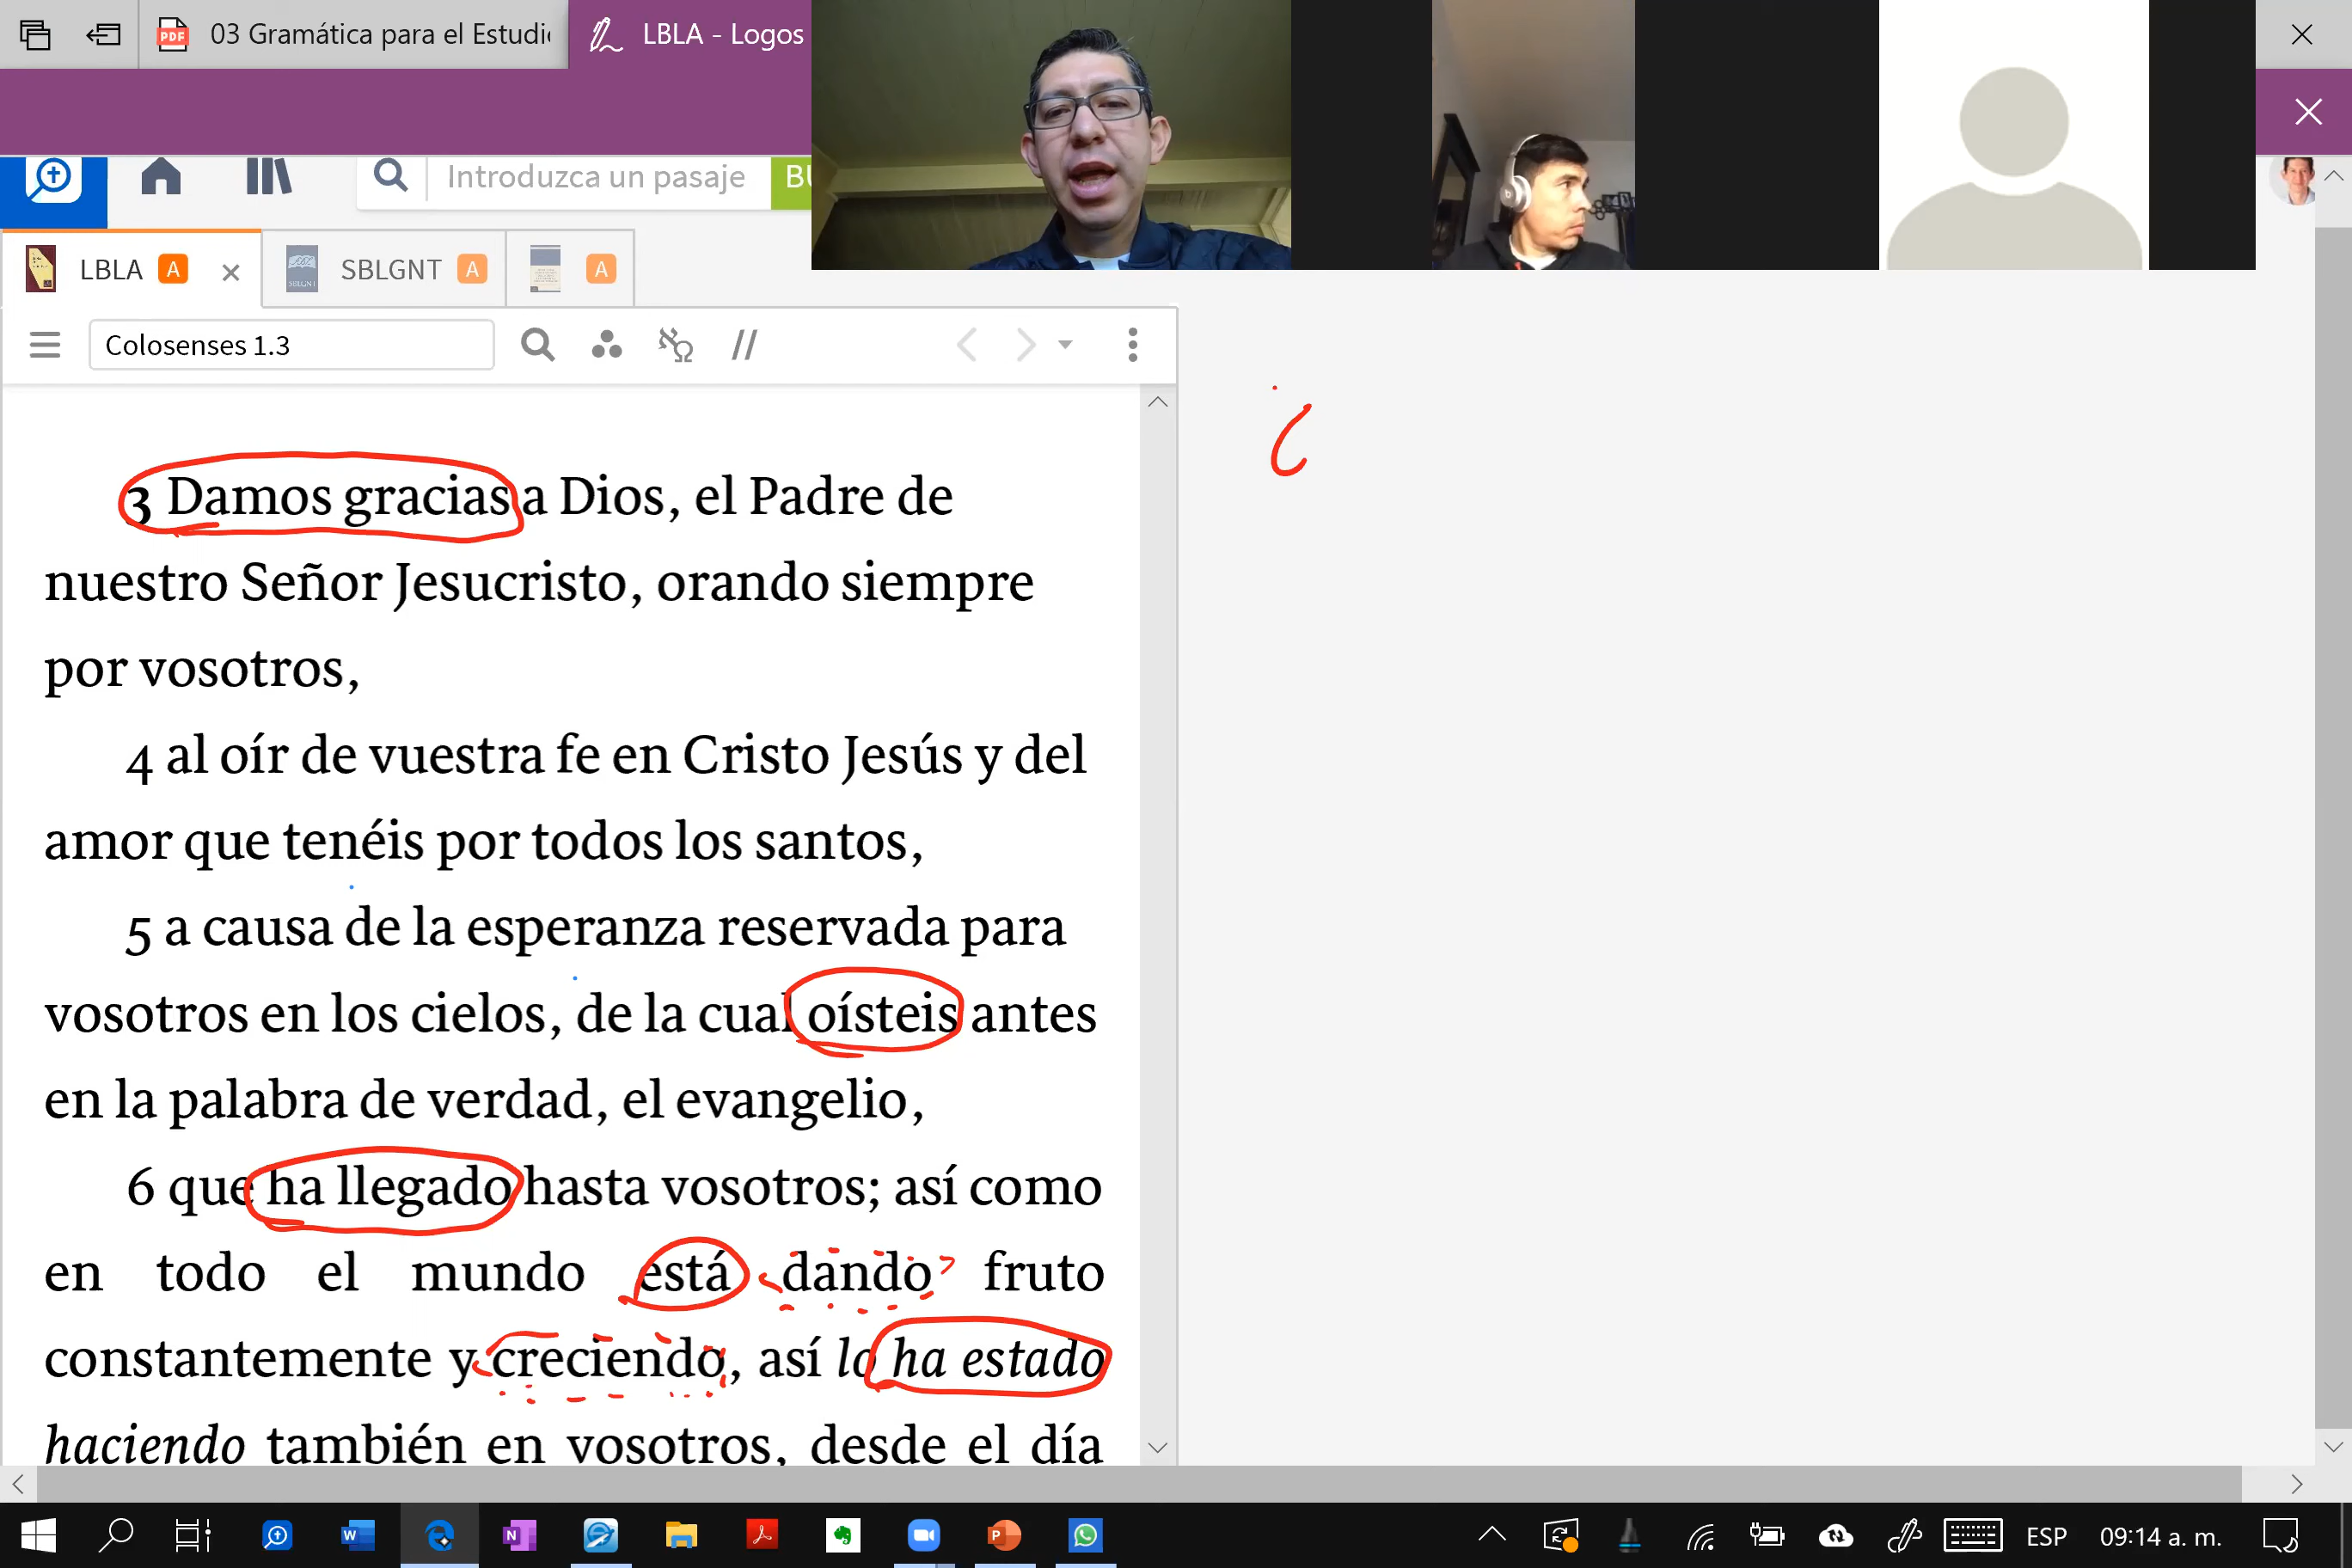 03 Gramática para el Estudi
LBLA - Logos
Introduzca un pasaje
BU
LBLA A
SBLGNT A
A
Colosenses 1.3
¿
3 Damos gracias a Dios, el Padre de
nuestro Señor Jesucristo, orando siempre
por vosotros,
4 al oír de vuestra fe en Cristo Jesús y del
amor que tenéis por todos los santos,
5 a causa de la esperanza reservada para
vosotros en los cielos, de la cual oísteis antes
en la palabra de verdad, el evangelio,
6 que ha llegado hasta vosotros; así como
en todo el mundo está dando fruto
constantemente y creciendo, así lo ha estado
haciendo también en vosotros, desde el día
ESP 09:14 a. m.